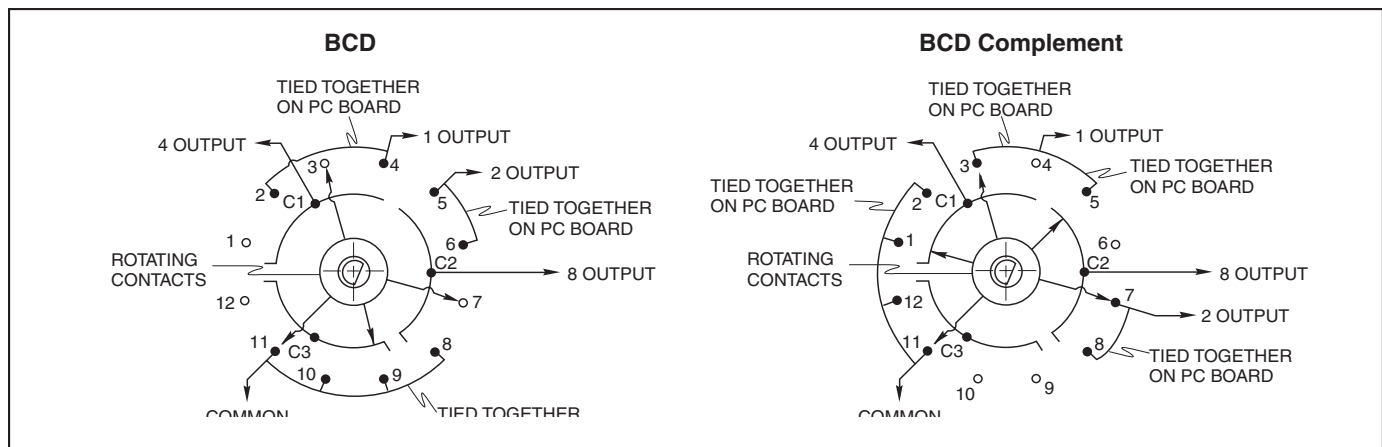 BCD
TIED TOGETHER
ON PC BOARD
4 OUTPUT
1 OUTPUT
3
4
2 OUTPUT
2
C1
5
TIED TOGETHER
ON PC BOARD
1
6
ROTATING
CONTACTS
C2
8 OUTPUT
12
7
11
C3
8
10
9
COMMON
TIED TOGETHER
BCD Complement
TIED TOGETHER
ON PC BOARD
4 OUTPUT
1 OUTPUT
3
4
TIED TOGETHER
ON PC BOARD
TIED TOGETHER
ON PC BOARD
2
C1
5
1
6
ROTATING
CONTACTS
C2
8 OUTPUT
12
7
2 OUTPUT
11
C3
8
TIED TOGETHER
ON PC BOARD
10
9
COMMON